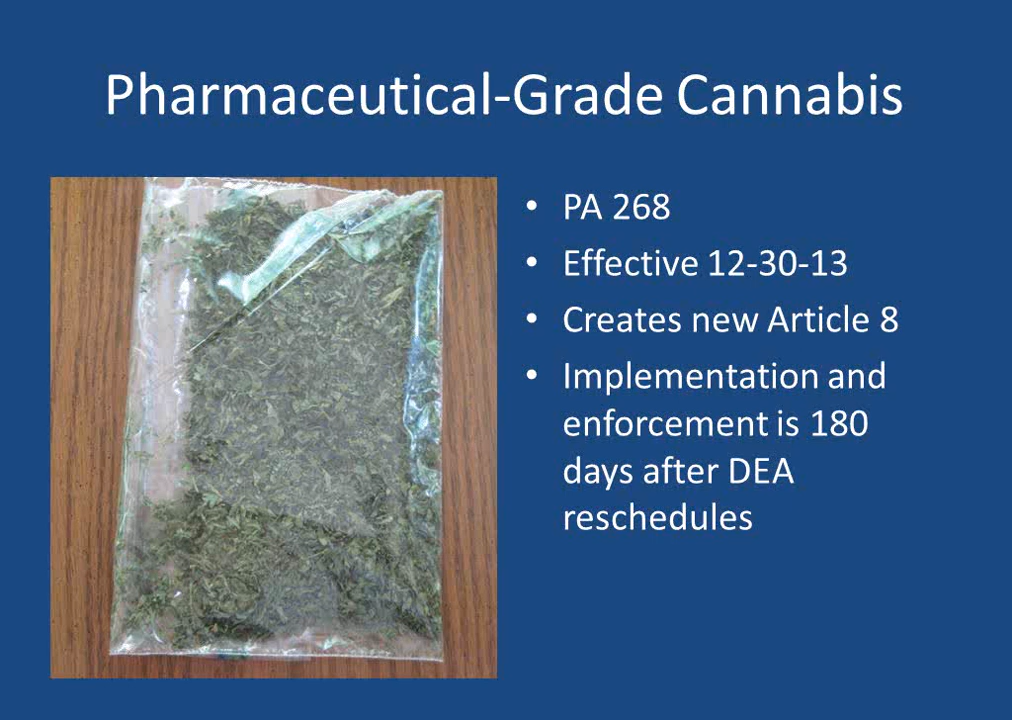 Pharmaceutical-Grade Cannabis
• PA 268
• Effective 12-30-13
• Creates new Article 8
• Implementation and
enforcement is 180
days after DEA
reschedules